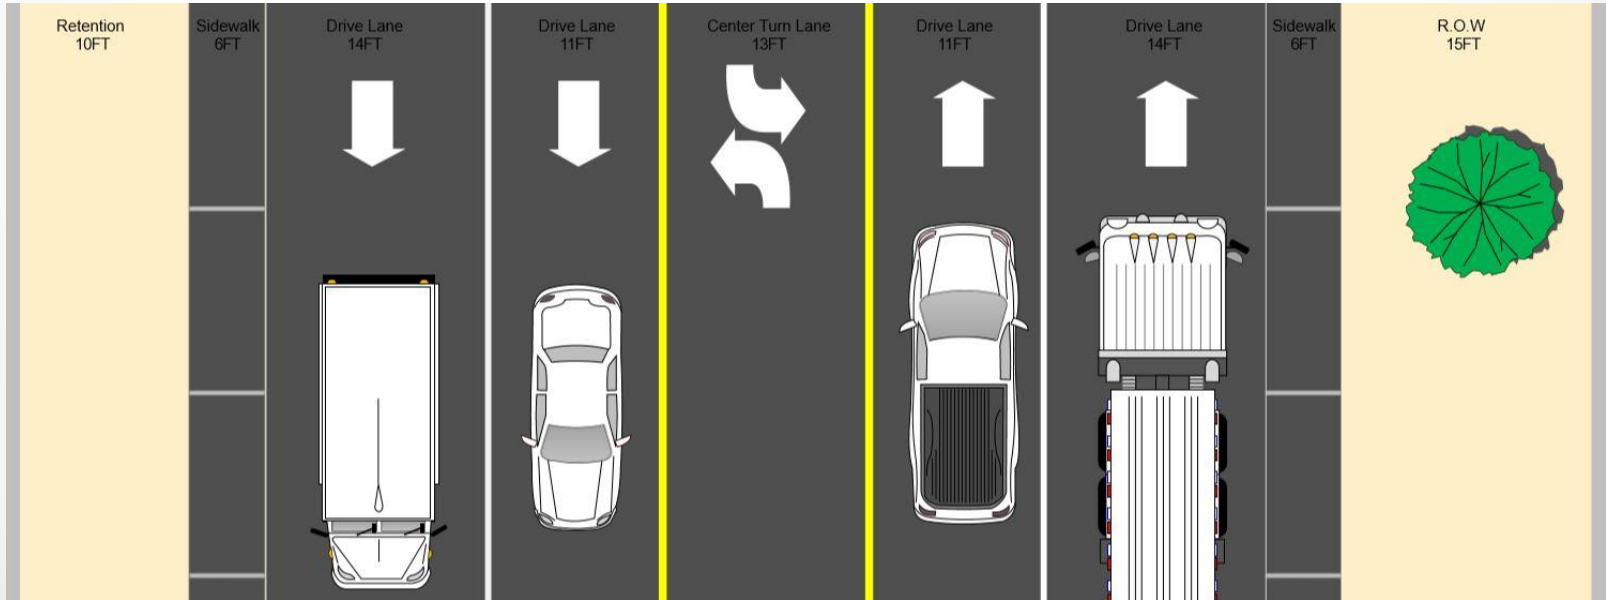 Retention
10FT
Sidewalk
6FT
Drive Lane
14FT
Drive Lane
11FT
Center Turn Lane
13FT
Drive Lane
11FT
Drive Lane
14FT
Sidewalk
6FT
R.O.W
15FT